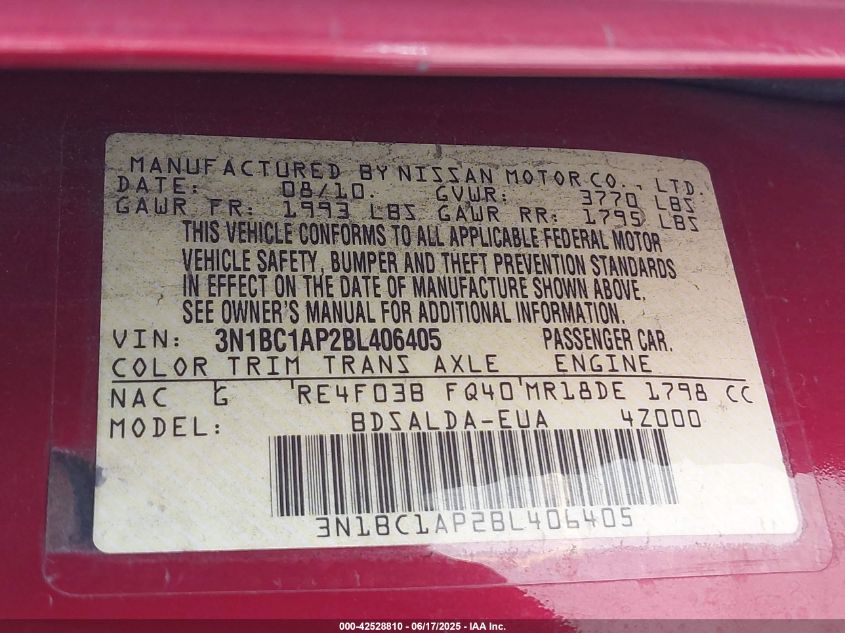 MANUFACTURED BY NISSAN MOTOR.CO., LTD.
DATE: 08/10. GVWR: 3770 LBS
GAWR FR: 1993 LBS GAWR RR: 1795 LBS
THIS VEHICLE CONFORMS TO ALL APPLICABLE FEDERAL MOTOR
VEHICLE SAFETY, BUMPER AND THEFT PREVENTION STANDARDS
IN EFFECT ON THE DATE OF MANUFACTURE SHOWN ABOVE.
SEE OWNER'S MANUAL FOR ADDITIONAL INFORMATION.
VIN: 3N1BC1AP2BL406405 PASSENGER CAR.
COLOR TRIM TRANS AXLE ENGINE
NAC G RE4F03B FQ40 MR18DE 1798 CC
MODEL: BDSALDA-EUA 4Z000
3N1BC1AP2BL406405
000-42528810 - 06/17/2025 - IAA Inc.